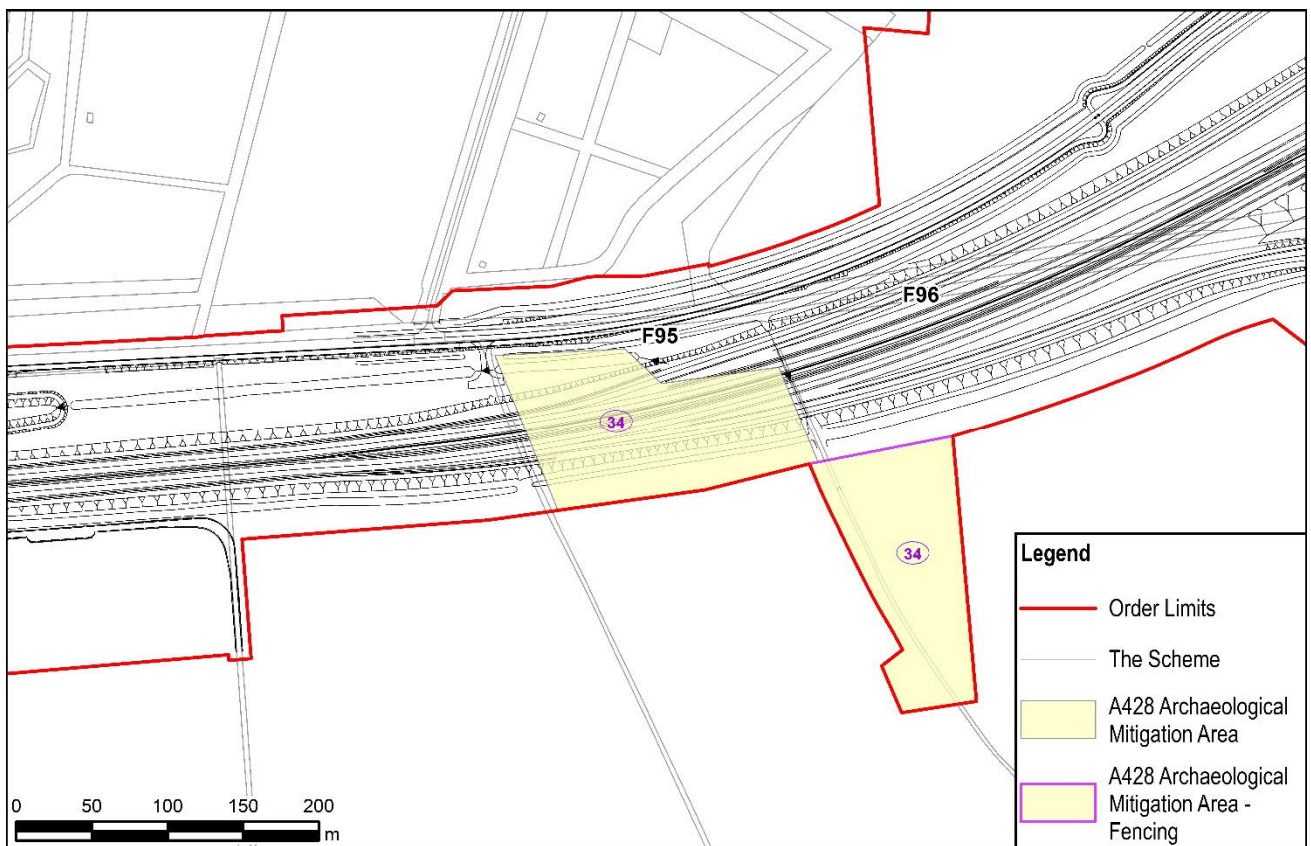 F96
F95
34
34
Legend
Order Limits
The Scheme
A428 Archaeological
Mitigation Area
A428 Archaeological
Mitigation Area -
Fencing
0 50 100 150 200
m